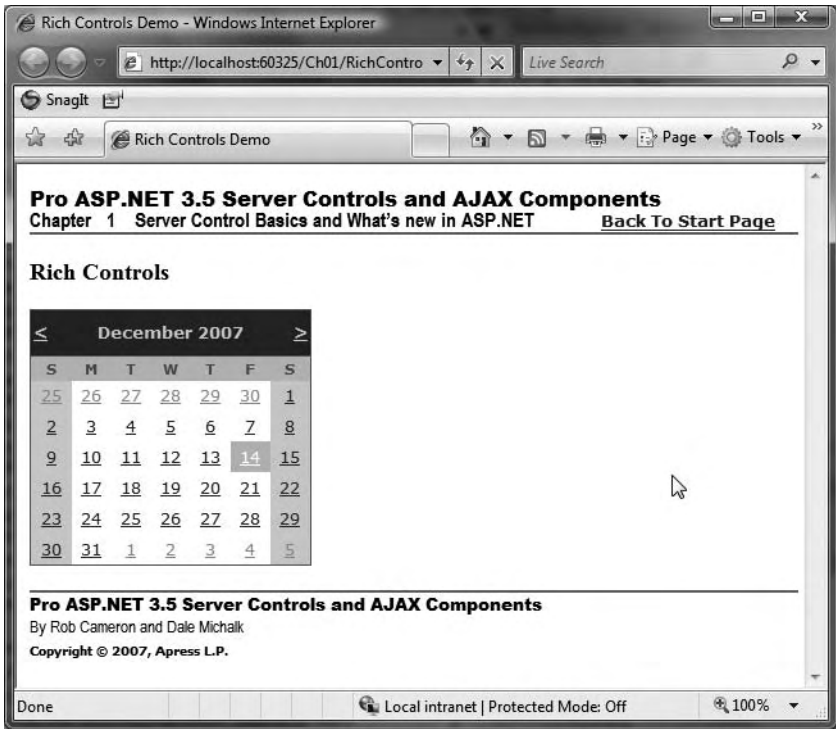 Rich Controls Demo - Windows Internet Explorer
http://localhost:60325/Ch01/RichContro
Live Search
SnagIt
Rich Controls Demo
Page
Tools
Pro ASP.NET 3.5 Server Controls and AJAX Components
Chapter 1 Server Control Basics and What's new in ASP.NET
Back To Start Page
Rich Controls
< December 2007 >
S M T W T F S
25 26 27 28 29 30 1
2 3 4 5 6 7 8
9 10 11 12 13 14 15
16 17 18 19 20 21 22
23 24 25 26 27 28 29
30 31 1 2 3 4 5
Pro ASP.NET 3.5 Server Controls and AJAX Components
By Rob Cameron and Dale Michalk
Copyright © 2007, Apress L.P.
Done
Local intranet | Protected Mode: Off
100%